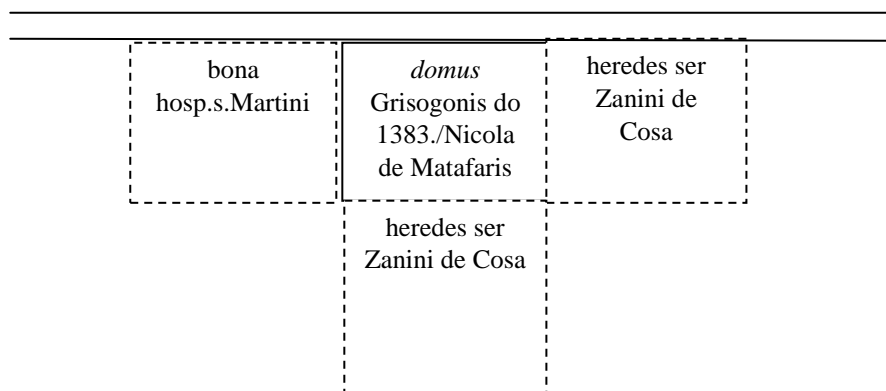 bona
hosp.s.Martini
domus
Grisogonis do
1383./Nicola
de Matafaris
heredes ser
Zanini de
Cosa
heredes ser
Zanini de Cosa